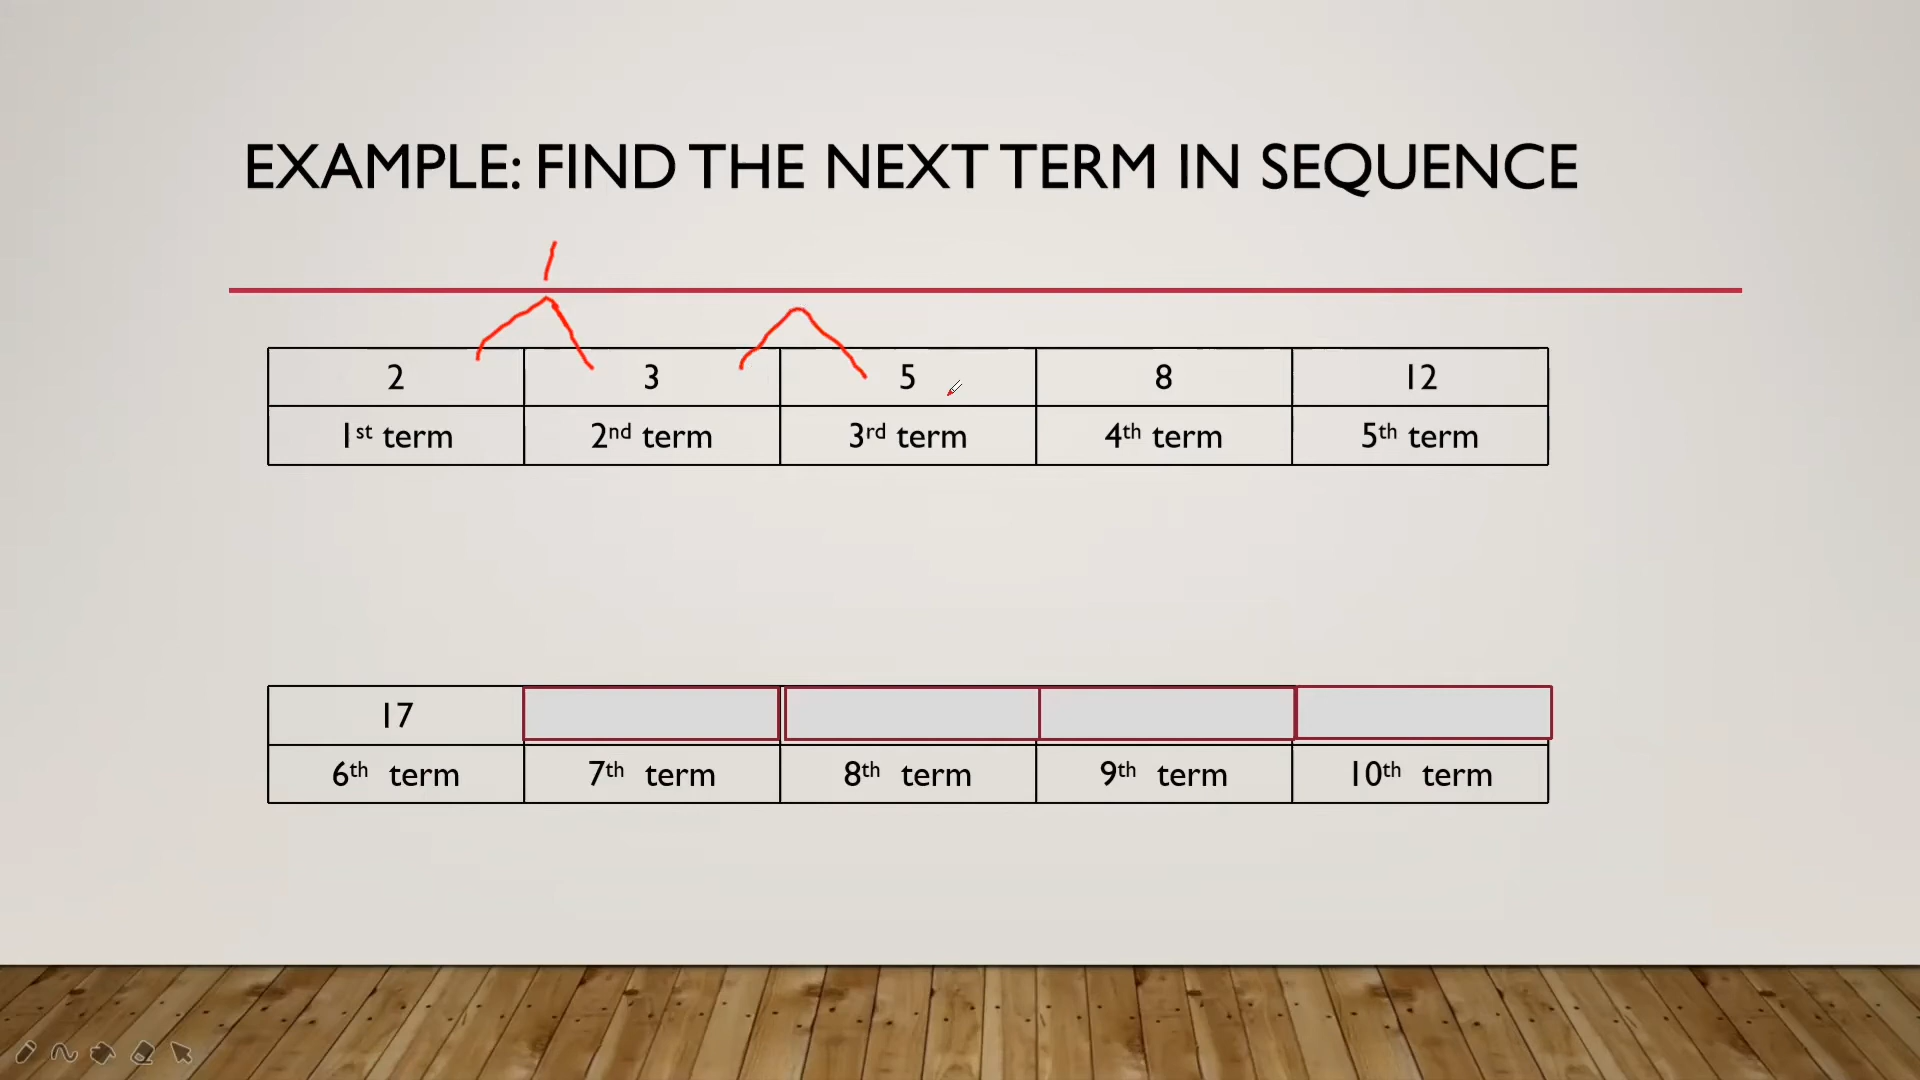 EXAMPLE: FIND THE NEXT TERM IN SEQUENCE
1
2 3 5 8 12
1st term 2nd term 3rd term 4th term 5th term
17
6th term 7th term 8th term 9th term 10th term